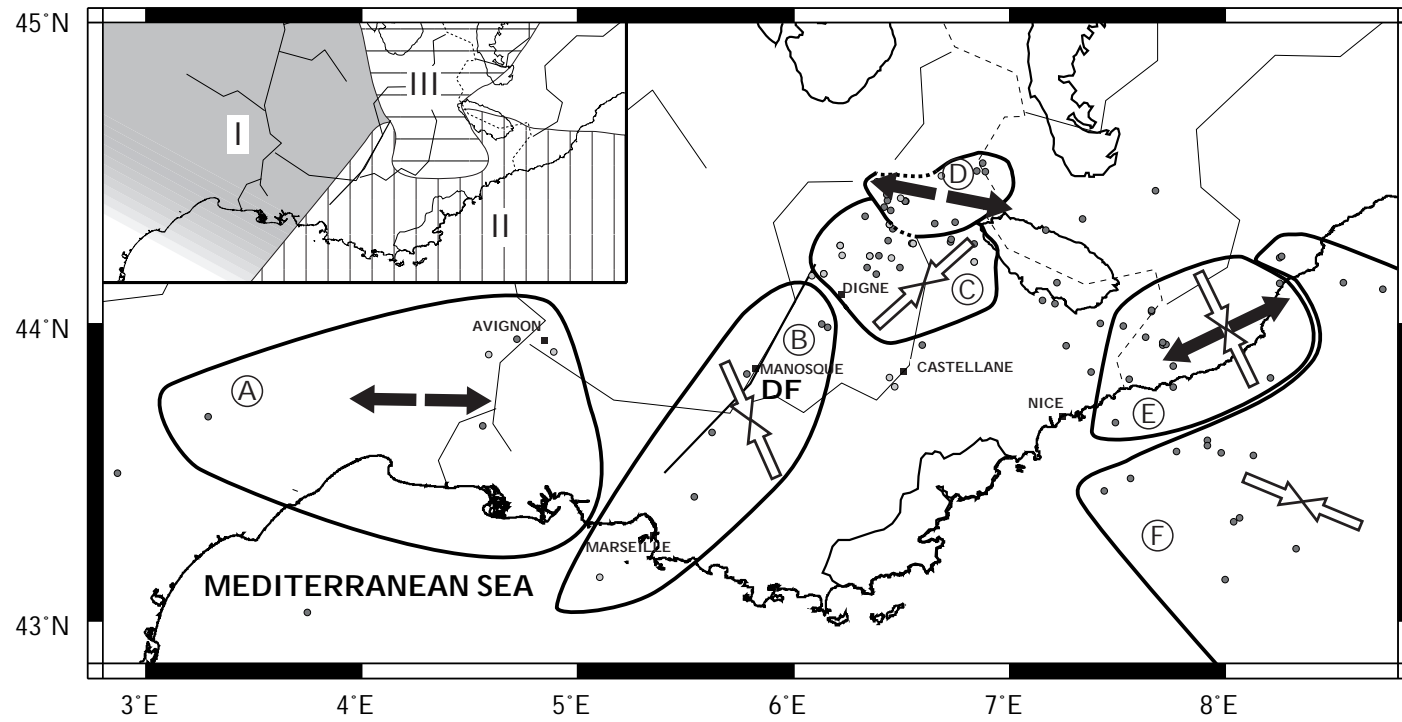 45˚N
III
I
II
D
DIGNE
C
44˚N
AVIGNON
B
MANOSQUE
CASTELLANE
A
DF
NICE
E
F
MARSEILLE
MEDITERRANEAN SEA
43˚N
3˚E 4˚E 5˚E 6˚E 7˚E 8˚E